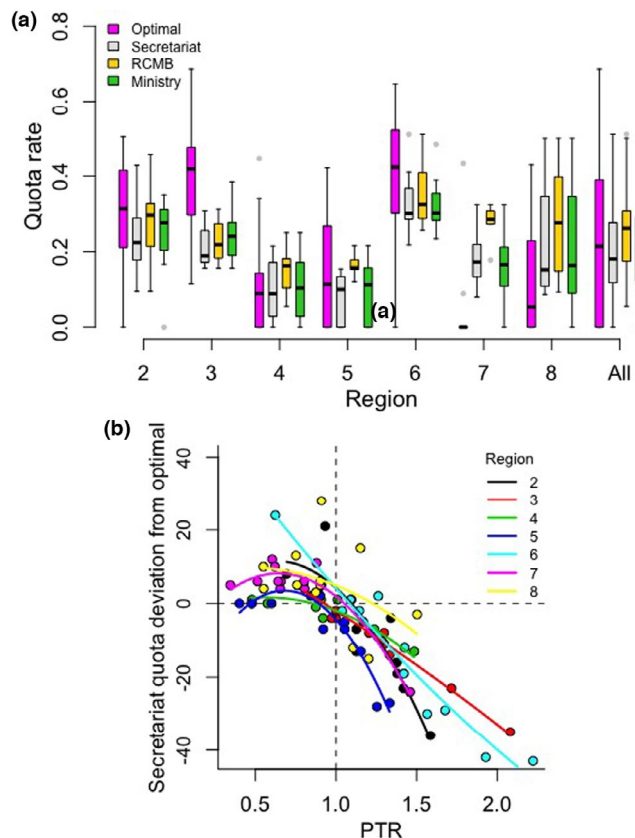 (a)
0.8
0.6
0.4
0.2
0.0
Quota rate
Optimal
Secretariat
RCMB
Ministry
(a)
2 3 4 5 6 7 8 All
Region
(b)
40
20
0
-20
-40
Secretariat quota deviation from optimal
Region
2
3
4
5
6
7
8
0.5 1.0 1.5 2.0
PTR